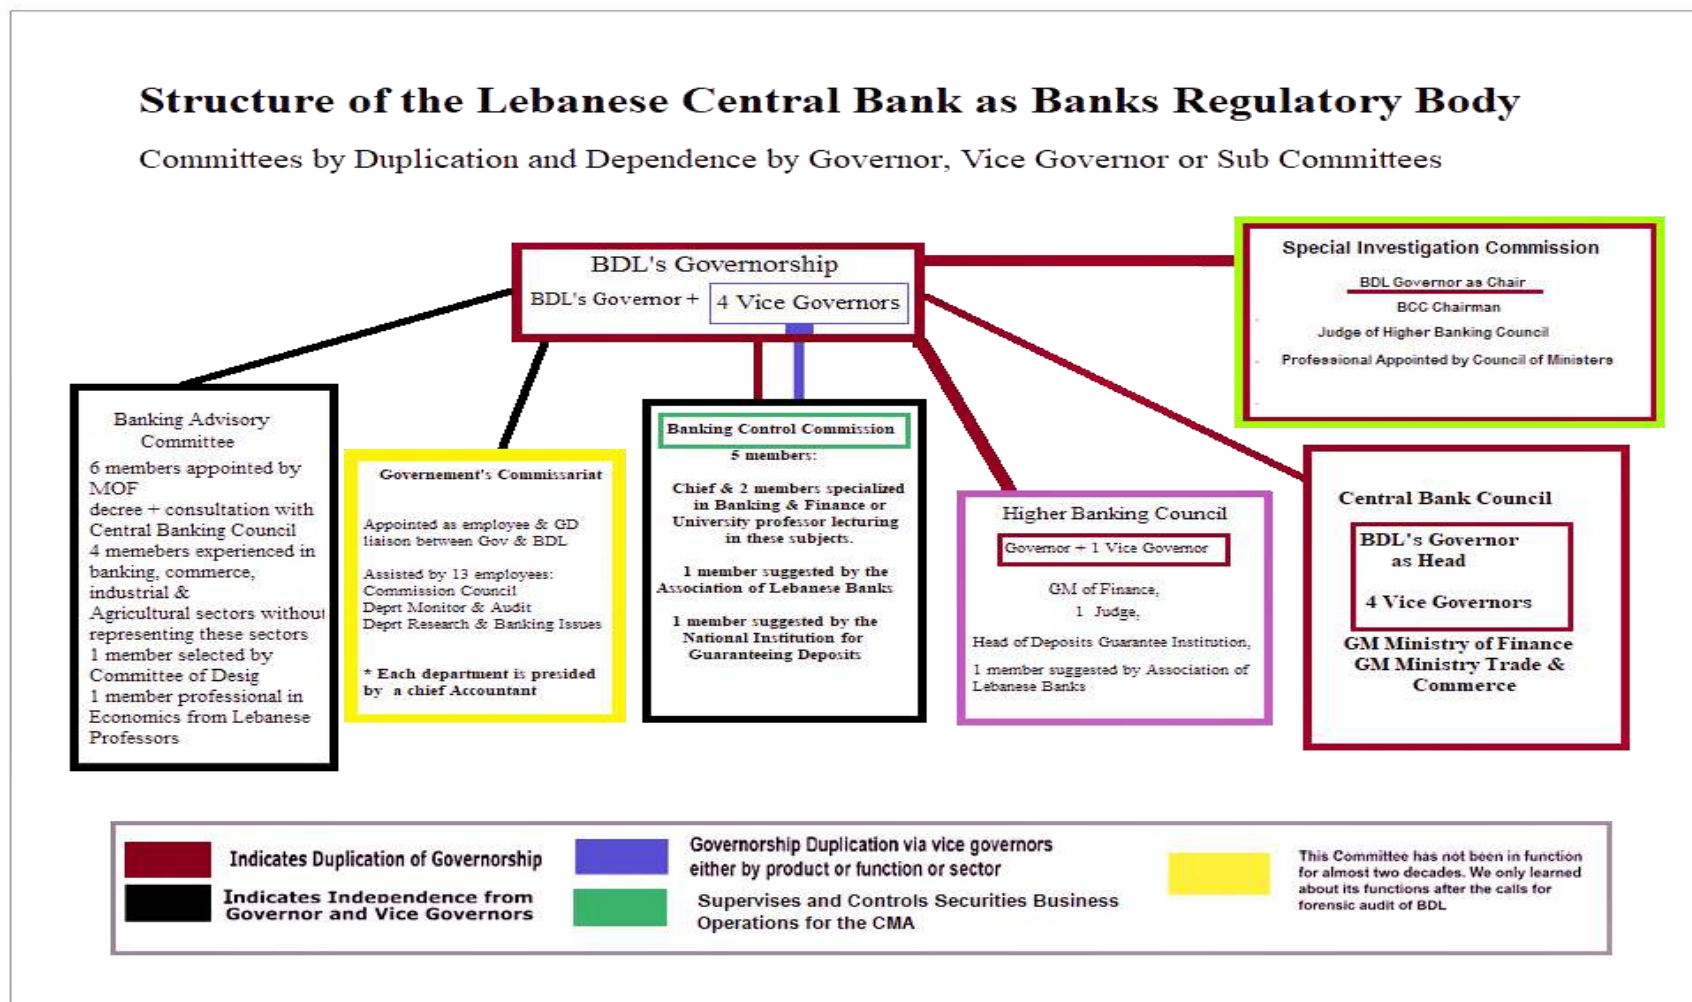 Structure of the Lebanese Central Bank as Banks Regulatory Body
Committees by Duplication and Dependence by Governor, Vice Governor or Sub Committees
BDL's Governorship
BDL's Governor + 4 Vice Governors
Special Investigation Commission
BDL Governor as Chair
BCC Chairman
Judge of Higher Banking Council
Professional Appointed by Council of Ministers
Banking Advisory
Committee
6 members appointed by
MOF
decree + consultation with
Central Banking Council
4 memebers experienced in
banking, commerce,
industrial &
Agricultural sectors without
representing these sectors
1 member selected by
Committee of Desig
1 member professional in
Economics from Lebanese
Professors
Governement's Commissariat
Appointed as employee & GD
liaison between Gov & BDL
Assisted by 13 employees:
Commission Council
Deprt Monitor & Audit
Deprt Research & Banking Issues
* Each department is presided
by a chief Accountant
Banking Control Commission
5 members:
Chief & 2 members specialized
in Banking & Finance or
University professor lecturing
in these subjects.
1 member suggested by the
Association of Lebanese Banks
1 member suggested by the
National Institution for
Guaranteeing Deposits
Higher Banking Council
Governor + 1 Vice Governor
GM of Finance,
1 Judge,
Head of Deposits Guarantee Institution,
1 member suggested by Association of
Lebanese Banks
Central Bank Council
BDL's Governor
as Head
4 Vice Governors
GM Ministry of Finance
GM Ministry Trade &
Commerce
Indicates Duplication of Governorship
Indicates Independence from
Governor and Vice Governors
Governorship Duplication via vice governors
either by product or function or sector
Supervises and Controls Securities Business
Operations for the CMA
This Committee has not been in function
for almost two decades. We only learned
about its functions after the calls for
forensic audit of BDL